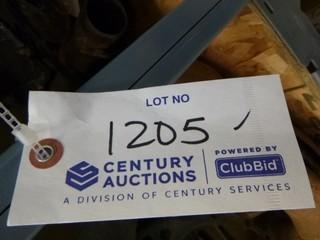 LOT NO
1205
CENTURY AUCTIONS
POWERED BY
ClubBid
A DIVISION OF CENTURY SERVICES